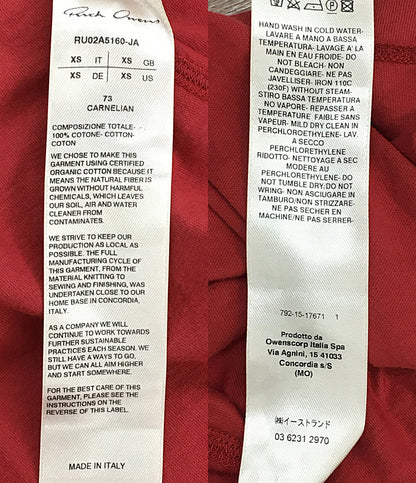 Rick Owens
RU02A5160-JA
XS IT XS GB
XS DE XS US
73
CARNELIAN
COMPOSIZIONE TOTALE-
100% COTONE- COTTON-
COTON
WE CHOSE TO MAKE THIS
GARMENT USING CERTIFIED
ORGANIC COTTON BECAUSE IT
MEANS THE NATURAL FIBER IS
GROWN WITHOUT HARMFUL
CHEMICALS, WHICH LEAVES
OUR SOIL, AIR AND WATER
CLEANER FROM
CONTAMINATES.
WE STRIVE TO KEEP OUR
PRODUCTION AS LOCAL AS
POSSIBLE. THE FULL
MANUFACTURING CYCLE OF
THIS GARMENT, FROM THE
MATERIAL KNITTING TO
SEWING AND FINISHING, WAS
UNDERTAKEN CLOSE TO OUR
HOME BASE IN CONCORDIA,
ITALY.
AS A COMPANY WE WILL
CONTINUE TO WORK TOWARDS
FURTHER SUSTAINABLE
PRACTICES EACH SEASON. WE
STILL HAVE A WAYS TO GO,
BUT WE CAN ALL AIM HIGHER
AND START SOMEWHERE.
FOR THE BEST CARE OF THIS
GARMENT, PLEASE SEE THE
INSTRUCTIONS ON THE
REVERSE OF THIS LABEL.
MADE IN ITALY
HAND WASH IN COLD WATER-
LAVARE A MANO A BASSA
TEMPERATURA- LAVAGE A LA
MAIN EN EAU FROIDE- DO
NOT BLEACH- NON
CANDEGGIARE- NE PAS
JAVELLISER- IRON 110C
(230F) WITHOUT STEAM-
STIRO BASSA TEMPERATURA
NO VAPORE- REPASSER A
TEMPERATURE FAIBLE SANS
VAPEUR- MILD DRY CLEAN IN
PERCHLOROETHYLENE- LAV.
A SECCO
PERCHLOROETHYLENE
RIDOTTO- NETTOYAGE A SEC
MODERE AU
PERCHLORETHYLENE- DO
NOT TUMBLE DRY.DO NOT
WRING- NON ASCIUGARE IN
TAMBURO/NON STRIZZARE-
NE PAS SECHER EN
MACHINE/NE PAS SERRER-
792-15-17671 1
Prodotto da
Owenscorp Italia Spa
Via Agnini, 15 41033
Concordia s/S
(MO)
㈱イーストランド
03 6231 2970